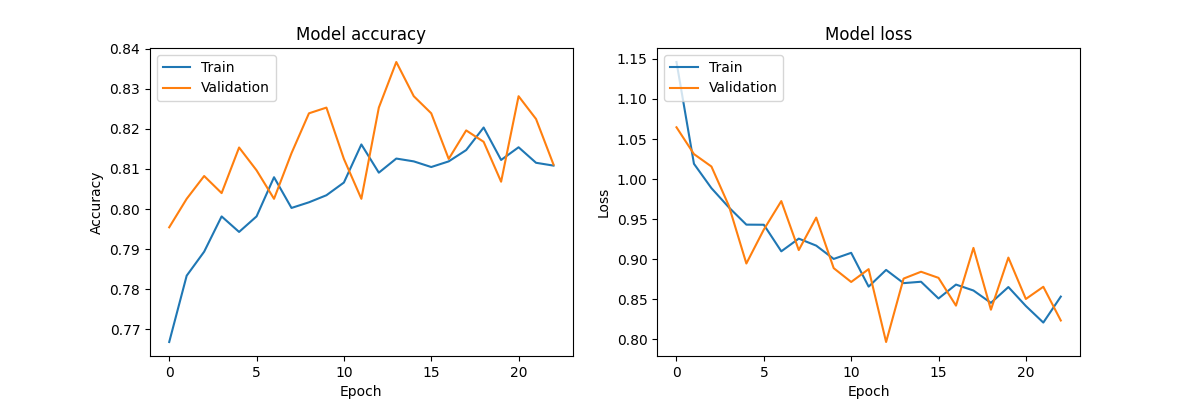 Model accuracy
Train
Validation
0.84
0.83
0.82
0.81
0.80
0.79
0.78
0.77
Accuracy
0 5 10 15 20
Epoch
Model loss
Train
Validation
1.15
1.10
1.05
1.00
0.95
0.90
0.85
0.80
Loss
0 5 10 15 20
Epoch